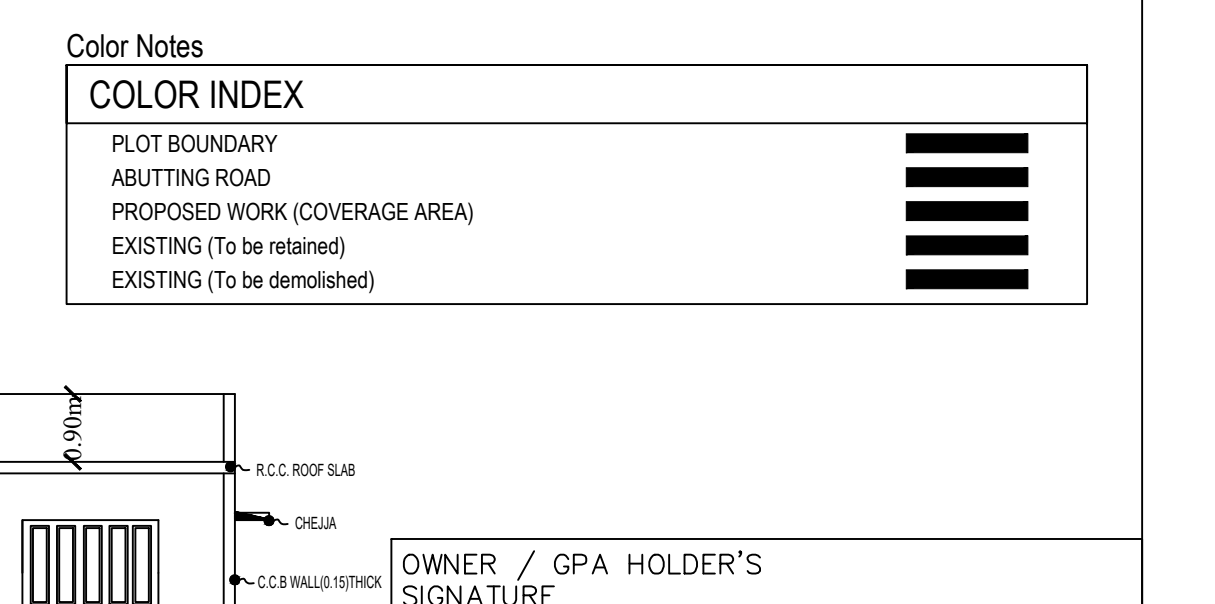 Color Notes
COLOR INDEX
PLOT BOUNDARY
ABUTTING ROAD
PROPOSED WORK (COVERAGE AREA)
EXISTING (To be retained)
EXISTING (To be demolished)
0.90m
R.C.C. ROOF SLAB
CHEJJA
C.C.B WALL(0.15)THICK
OWNER / GPA HOLDER'S
SIGNATURE